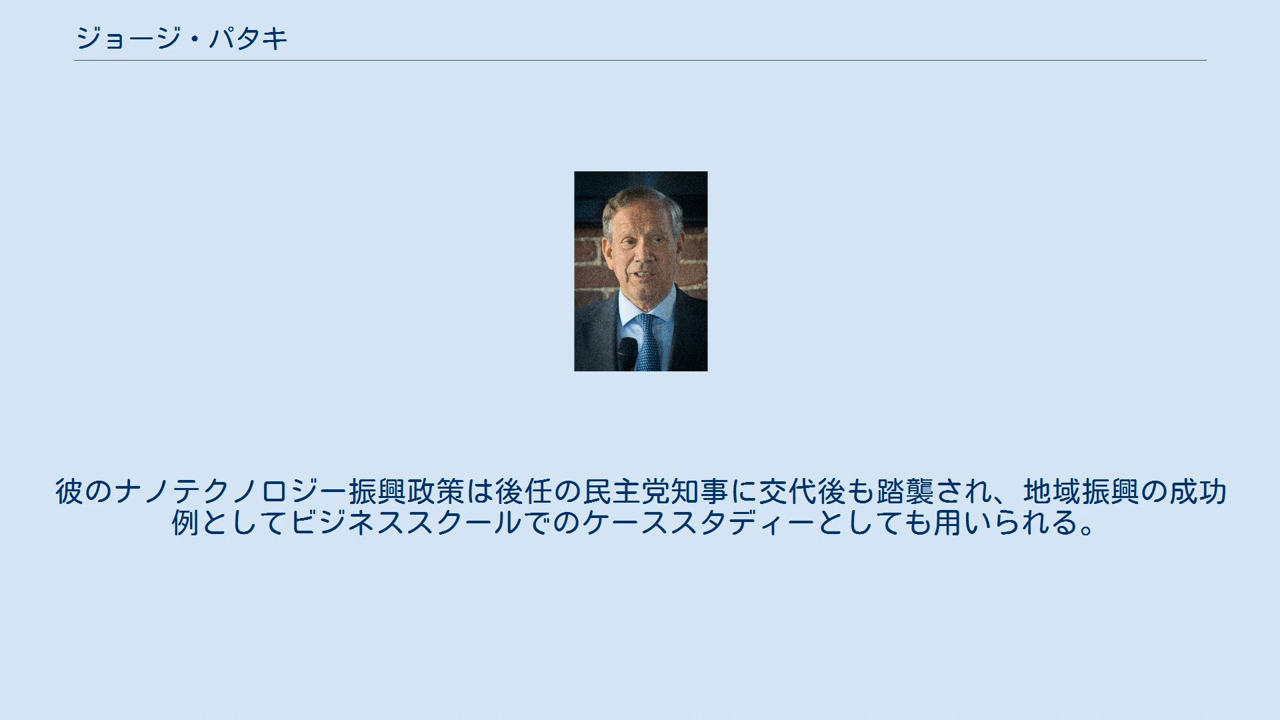 ジョージ・パタキ
彼のナノテクノロジー振興政策は後任の民主党知事に交代後も踏襲され、地域振興の成功
例としてビジネススクールでのケーススタディーとしても用いられる。